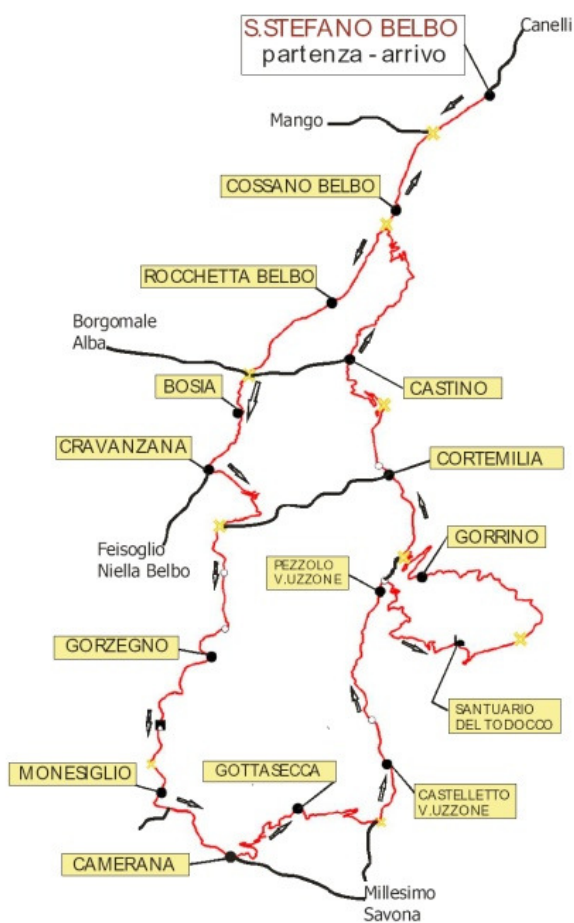 S.STEFANO BELBO
partenza - arrivo
Canelli
Mango
COSSANO BELBO
ROCCHETTA BELBO
Borgomale
Alba
BOSIA
CASTINO
CRAVANZANA
CORTEMILIA
Feisoglio
Niella Belbo
PEZZOLO
V.UZZONE
GORRINO
GORZEGNO
SANTUARIO
DEL TODOCCO
MONESIGLIO
GOTTASECCA
CASTELLETTO
V.UZZONE
CAMERANA
Millesimo
Savona